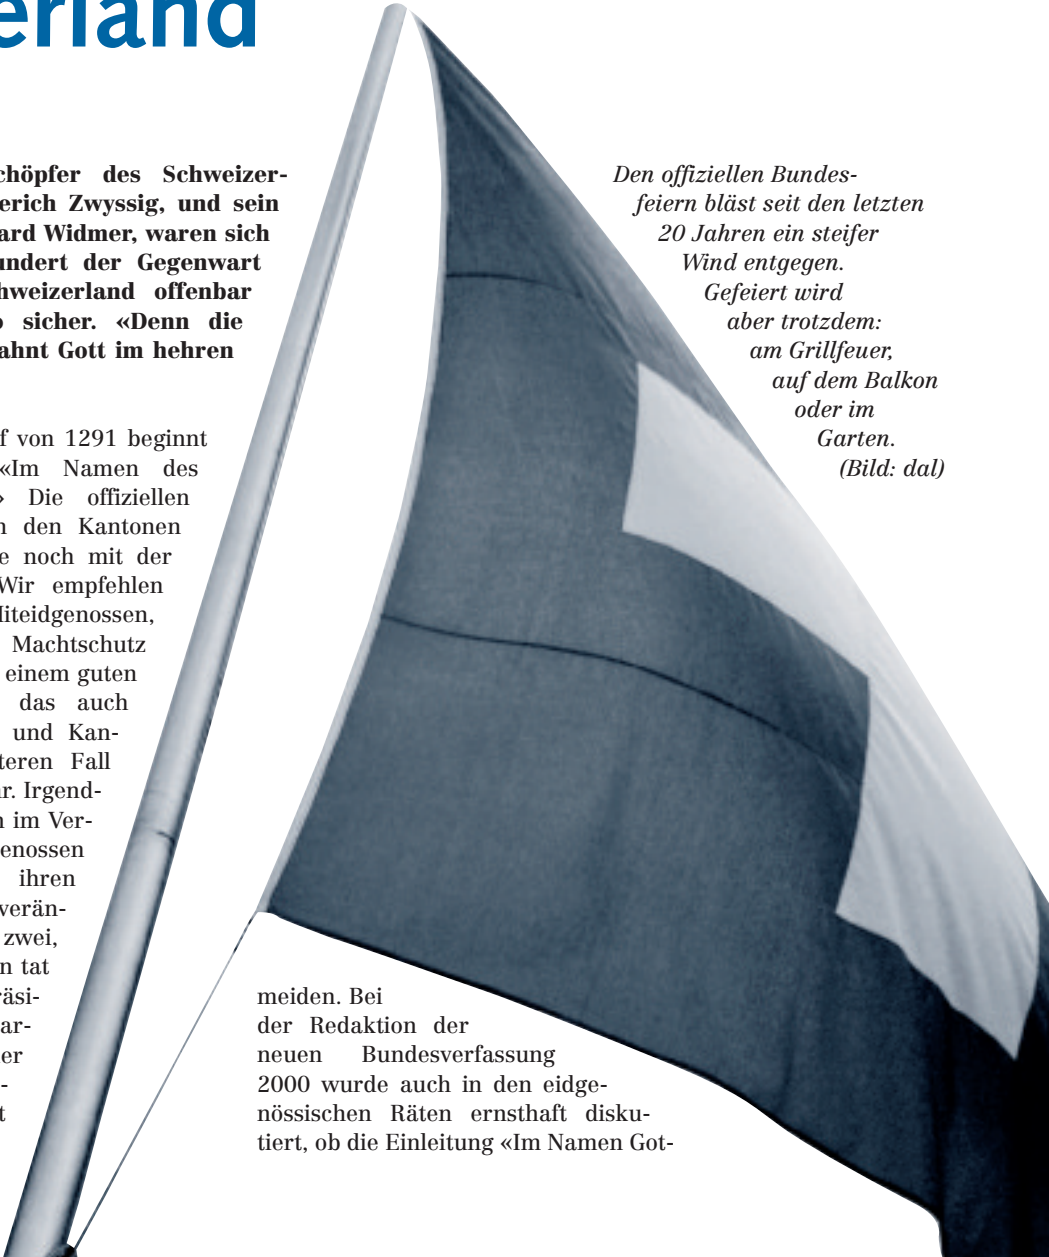 erland
chöpfer des Schweizer-
erich Zwyssig, und sein
ard Widmer, waren sich
undert der Gegenwart
hweizerland offenbar
o sicher. «Denn die
ahnt Gott im hehren
f von 1291 beginnt
«Im Namen des
» Die offiziellen
n den Kantonen
e noch mit der
Wir empfehlen
liteidgenossen,
Machtschutz
einem guten
das auch
und Kan-
teren Fall
r. Irgend-
n im Ver-
enossen
ihren
verän-
zwei,
n tat
räsi-
ar-
er
-
t
meiden. Bei
der Redaktion der
neuen Bundesverfassung
2000 wurde auch in den eidge-
nössischen Räten ernsthaft disku-
tiert, ob die Einleitung «Im Namen Got-
Den offiziellen Bundes-
feiern bläst seit den letzten
20 Jahren ein steifer
Wind entgegen.
Gefeiert wird
aber trotzdem:
am Grillfeuer,
auf dem Balkon
oder im
Garten.
(Bild: dal)